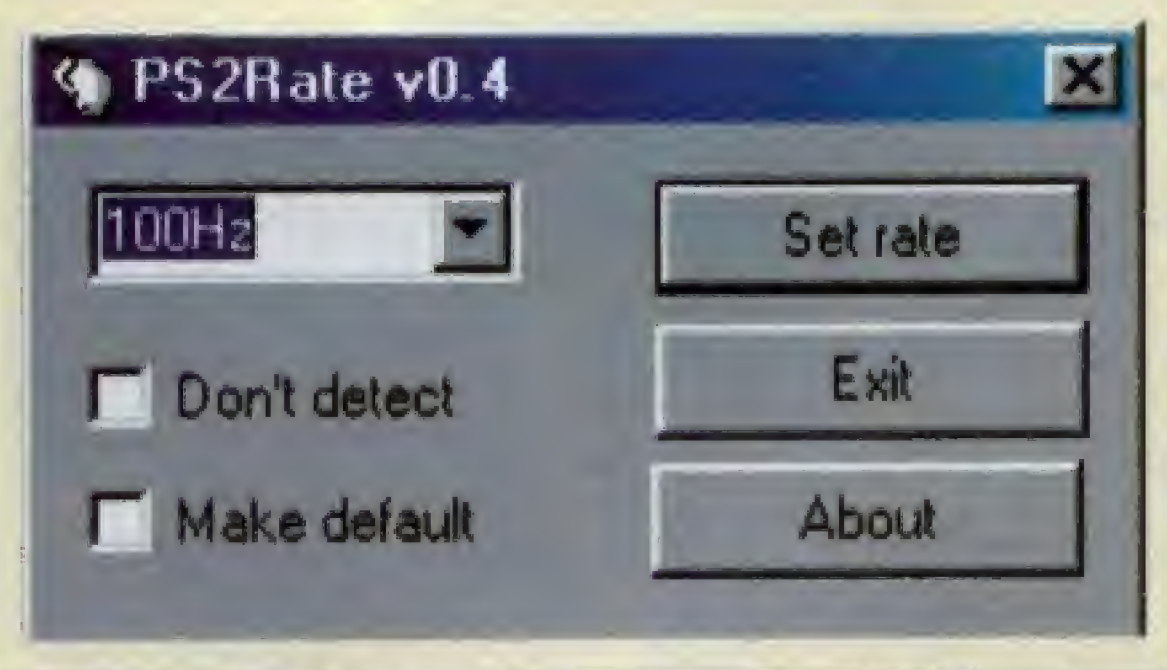 PS2Rate v0.4
100Hz
Set rate
Don't detect
Exit
Make default
About